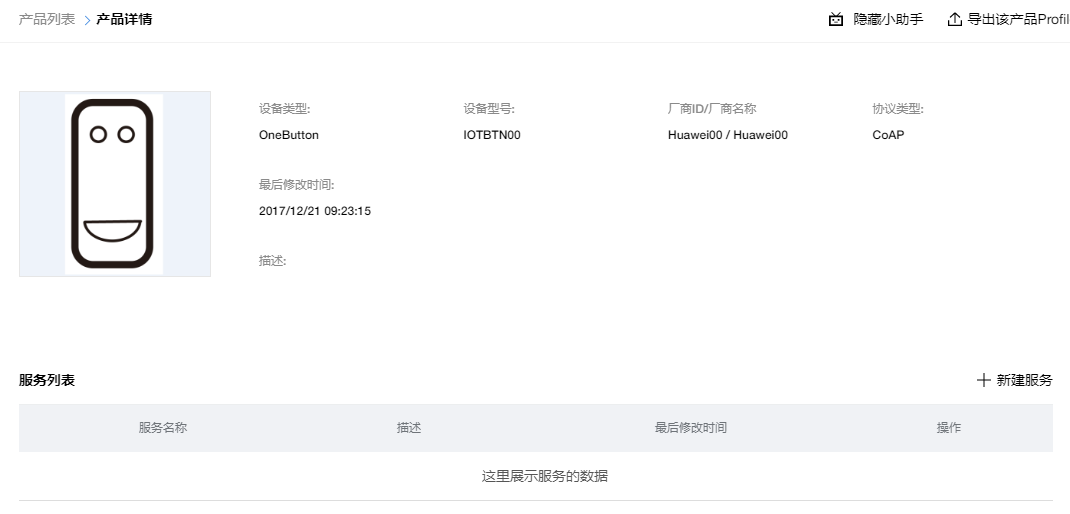 产品列表 > 产品详情
隐藏小助手
导出该产品Profil
设备类型: 设备型号: 厂商ID/厂商名称 协议类型:
OneButton IOTBTN00 Huawei00 / Huawei00 CoAP
最后修改时间:
2017/12/21 09:23:15
描述:
服务列表
新建服务
服务名称 描述 最后修改时间 操作
这里展示服务的数据